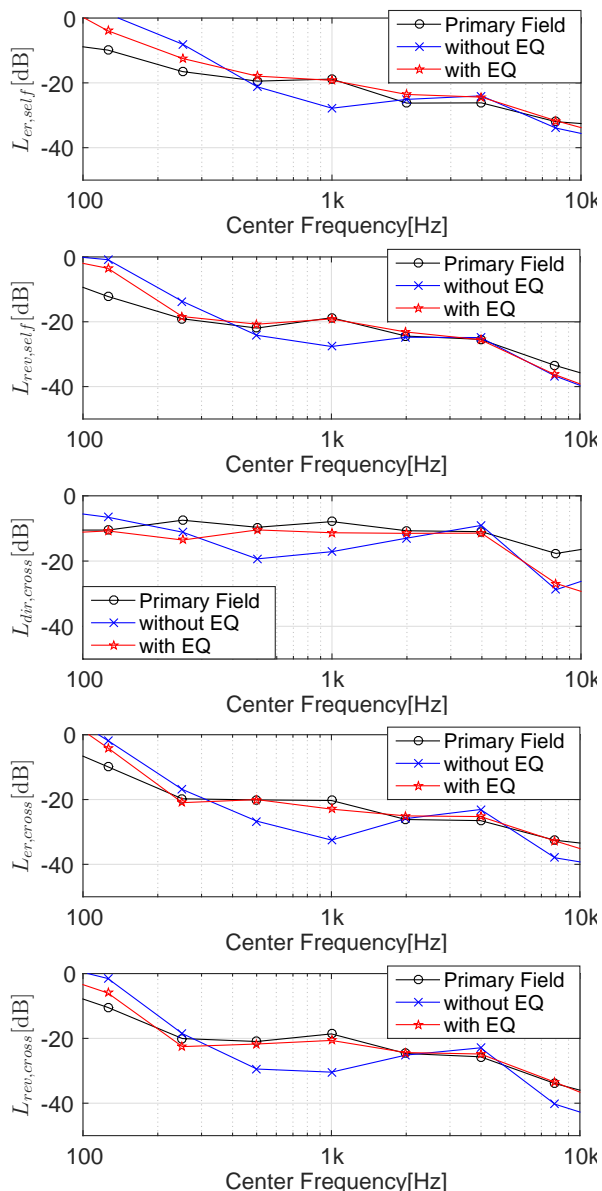 0
-20
-40
L_{er,self}[dB]
100
1k
10k
Center Frequency[Hz]
Primary Field
without EQ
with EQ
0
-20
-40
L_{rev,self}[dB]
100
1k
10k
Center Frequency[Hz]
Primary Field
without EQ
with EQ
0
-20
-40
L_{dir,cross}[dB]
100
1k
10k
Center Frequency[Hz]
Primary Field
without EQ
with EQ
0
-20
-40
L_{er,cross}[dB]
100
1k
10k
Center Frequency[Hz]
Primary Field
without EQ
with EQ
0
-20
-40
L_{rev,cross}[dB]
100
1k
10k
Center Frequency[Hz]
Primary Field
without EQ
with EQ